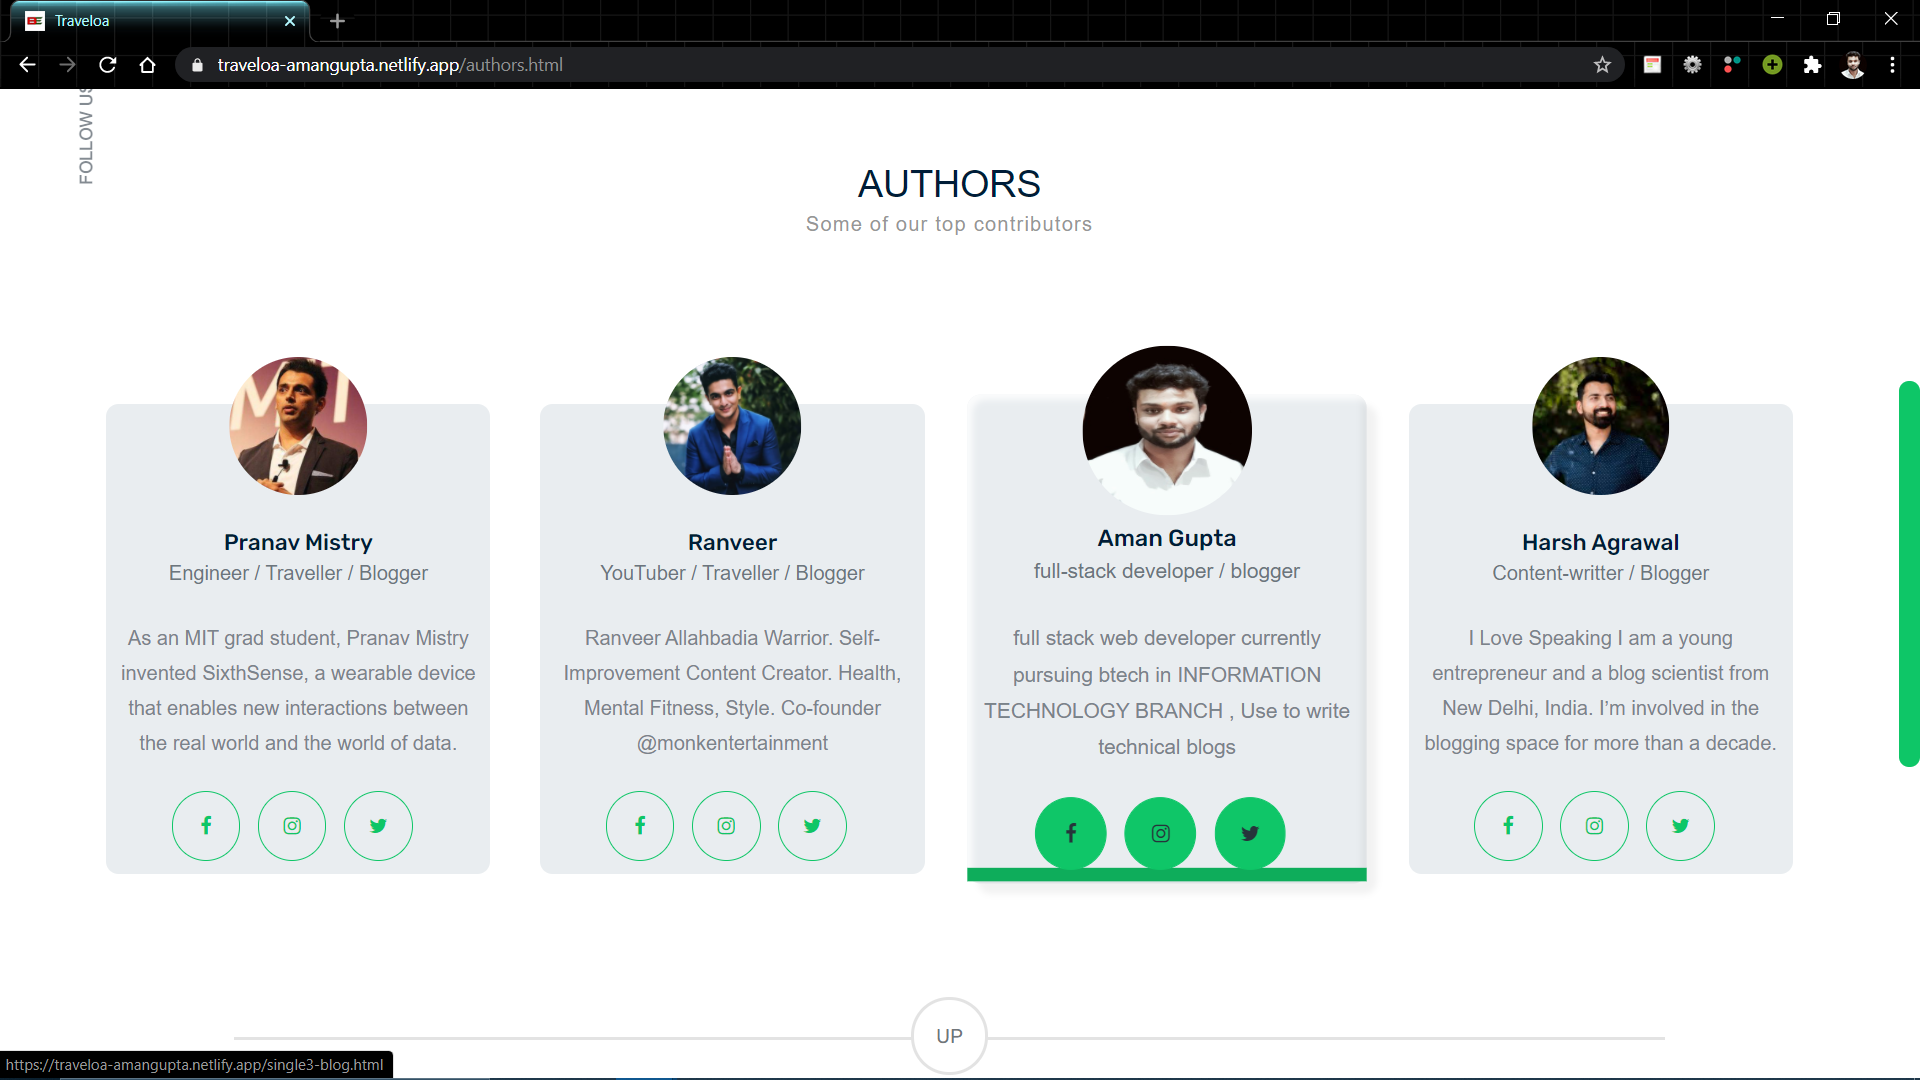 Traveloa
traveloa-amangupta.netlify.app/authors.html
FOLLOW US
AUTHORS
Some of our top contributors
Pranav Mistry
Engineer / Traveller / Blogger
As an MIT grad student, Pranav Mistry
invented SixthSense, a wearable device
that enables new interactions between
the real world and the world of data.
Ranveer
YouTuber / Traveller / Blogger
Ranveer Allahbadia Warrior. Self-
Improvement Content Creator. Health,
Mental Fitness, Style. Co-founder
@monkentertainment
Aman Gupta
full-stack developer / blogger
full stack web developer currently
pursuing btech in INFORMATION
TECHNOLOGY BRANCH , Use to write
technical blogs
Harsh Agrawal
Content-writter / Blogger
I Love Speaking I am a young
entrepreneur and a blog scientist from
New Delhi, India. I’m involved in the
blogging space for more than a decade.
UP
https://traveloa-amangupta.netlify.app/single3-blog.html